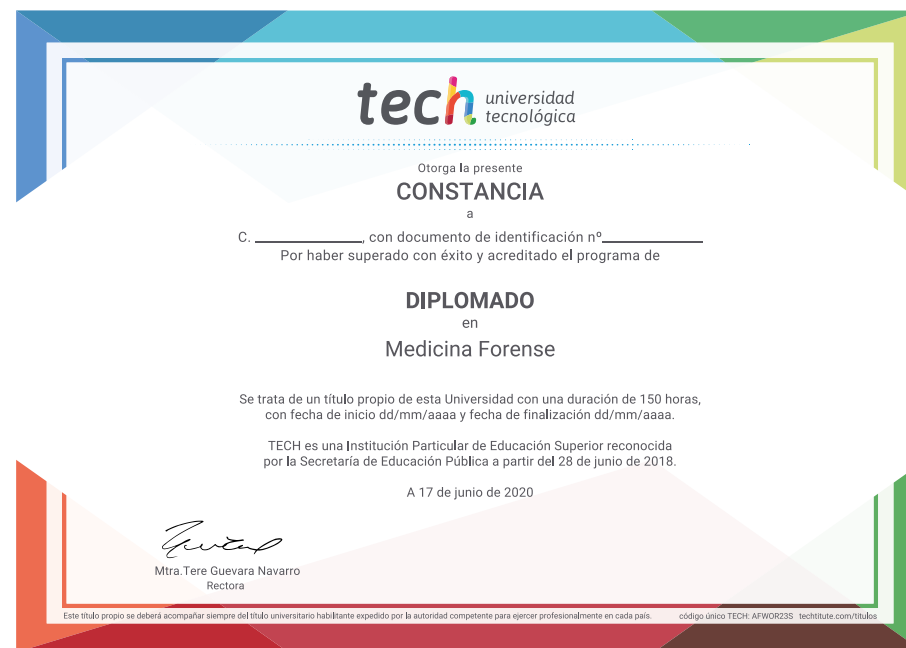 tech universidad
tecnológica
Otorga la presente
CONSTANCIA
a
C. ____________, con documento de identificación nº____________
Por haber superado con éxito y acreditado el programa de
DIPLOMADO
en
Medicina Forense
Se trata de un título propio de esta Universidad con una duración de 150 horas,
con fecha de inicio dd/mm/aaaa y fecha de finalización dd/mm/aaaa.
TECH es una Institución Particular de Educación Superior reconocida
por la Secretaría de Educación Pública a partir del 28 de junio de 2018.
A 17 de junio de 2020
Mtra.Tere Guevara Navarro
Rectora
Este título propio se deberá acompañar siempre del título universitario habilitante expedido por la autoridad competente para ejercer profesionalmente en cada país. código único TECH: AFWOR23S techtitute.com/títulos